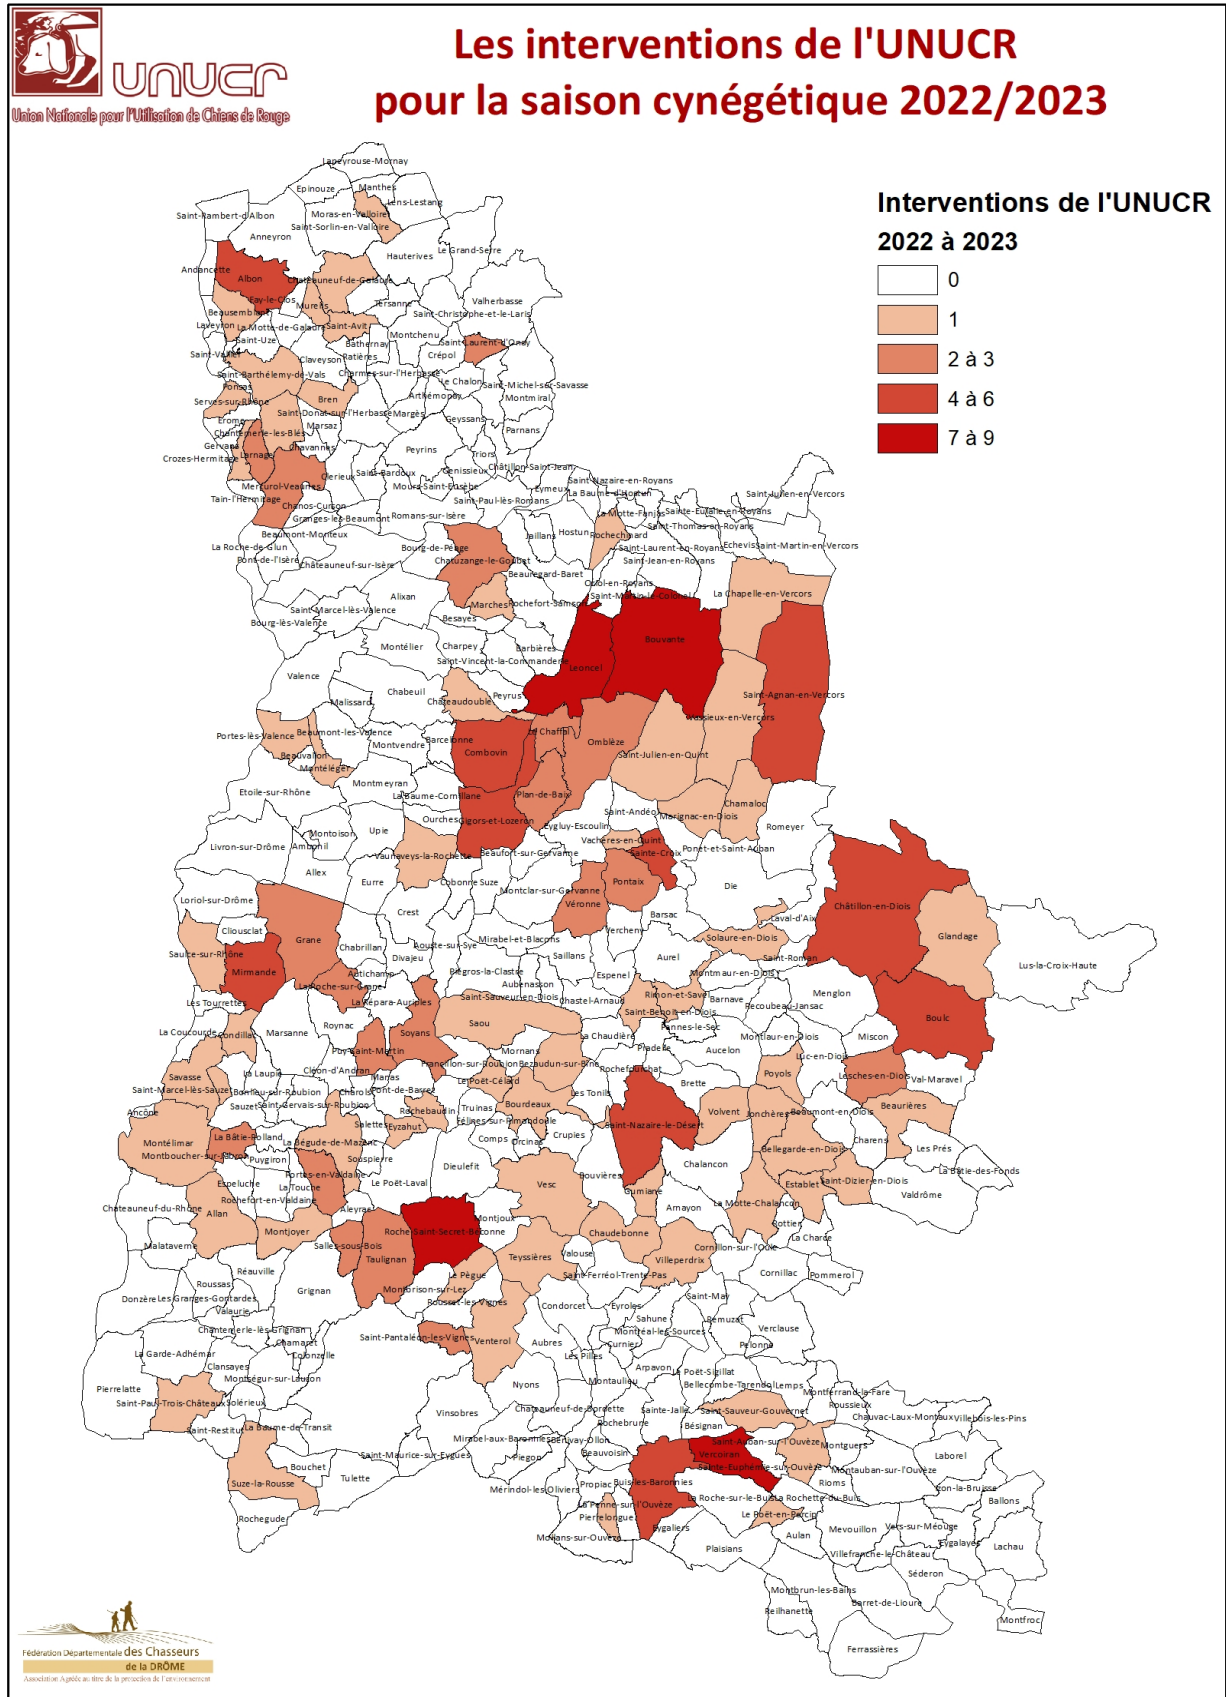 UNUCR
Union Nationale pour l'Utilisation de Chiens de Rouge
Les interventions de l'UNUCR
pour la saison cynégétique 2022/2023
Interventions de l'UNUCR
2022 à 2023
0
1
2 à 3
4 à 6
7 à 9
Lapeyrouse-Mornay
Epinouze
Manthes
Lens-Lestang
Saint-Rambert-d'Albon
Moras-en-Valloire
Saint-Sorlin-en-Valloire
Anneyron
Le Grand-Serre
Hauterives
Andancette
Albon
Châteauneuf-de-Galaure
Fay-le-Clos
Mureils
Tersanne
Valherbasse
Beausemblant
Saint-Christophe-et-le-Laris
Laveyron
La Motte-de-Galaure
Saint-Avit
Saint-Uze
Bathernay
Montchenu
Saint-Laurent-d'Onay
Saint-Vallier
Claveyson
Ratières
Crépol
Saint-Barthélemy-de-Vals
Charmes-sur-l'Herbasse
Le Chalon
Saint-Michel-sur-Savasse
Ponsas
Serves-sur-Rhône
Bren
Arthémonay
Montmiral
Saint-Donat-sur-l'Herbasse
Margès
Geyssans
Erome
Marsaz
Parnans
Chantemerle-les-Blés
Gervans
Larnage
Chavannes
Peyrins
Triors
Crozes-Hermitage
Clérieux
Saint-Bardoux
Génissieux
Châtillon-Saint-Jean
Mercurol-Veaunes
Mours-Saint-Eusèbe
Eymeux
Saint-Nazaire-en-Royans
La Baume-d'Hostun
Saint-Julien-en-Vercors
Tain-l'Hermitage
Chanos-Curson
Saint-Paul-lès-Romans
Granges-les-Beaumont
Romans-sur-Isère
La Motte-Fanjas
Sainte-Eulalie-en-Royans
Saint-Thomas-en-Royans
Beaumont-Monteux
Jaillans
Hostun
Rochechinard
La Roche-de-Glun
Bourg-de-Péage
Saint-Laurent-en-Royans
Echevis
Saint-Martin-en-Vercors
Pont-de-l'Isère
Châteauneuf-sur-Isère
Chatuzange-le-Goubet
Saint-Jean-en-Royans
Beauregard-Baret
Oriol-en-Royans
Alixan
Saint-Martin-le-Colonel
La Chapelle-en-Vercors
Saint-Marcel-lès-Valence
Marches
Rochefort-Samson
Bourg-lès-Valence
Besayes
Montélier
Charpey
Barbières
Bouvante
Saint-Vincent-la-Commanderie
Léoncel
Valence
Chabeuil
Peyrus
Saint-Agnan-en-Vercors
Malissard
Châteaudouble
Vassieux-en-Vercors
Portes-lès-Valence
Beaumont-lès-Valence
Barcelonne
Le Chaffal
Omblèze
Montvendre
Combovin
Saint-Julien-en-Quint
Beauvallon
Montéléger
Montmeyran
Etoile-sur-Rhône
La Baume-Cornillane
Plan-de-Baix
Chamaloc
Saint-Andéol
Marignac-en-Diois
Ourches
Gigors-et-Lozeron
Eygluy-Escoulin
Romeyer
Montoison
Upie
Vachères-en-Quint
Livron-sur-Drôme
Ambonil
Vaunaveys-la-Rochette
Beaufort-sur-Gervanne
Sainte-Croix
Ponet-et-Saint-Auban
Allex
Eurre
Cobonne
Suze
Montclar-sur-Gervanne
Pontaix
Die
Loriol-sur-Drôme
Crest
Véronne
Barsac
Châtillon-en-Diois
Laval-d'Aix
Cliousclat
Grane
Chabrillan
Aouste-sur-Sye
Mirabel-et-Blacons
Vercheny
Solaure-en-Diois
Glandage
Saulce-sur-Rhône
Divajeu
Saillans
Aurel
Saint-Roman
Lus-la-Croix-Haute
Mirmande
Autichamp
Piégros-la-Clastre
Espenel
Montmaur-en-Diois
La Roche-sur-Grane
Aubenasson
Les Tourrettes
La Répara-Auriples
Saint-Sauveur-en-Diois
Chastel-Arnaud
Rimon-et-Savel
Barnave
Recoubeau-Jansac
Menglon
Saint-Benoit-en-Diois
Boulc
La Coucourde
Condillac
Marsanne
Roynac
Soyans
Saou
La Chaudière
Pennes-le-Sec
Montlaur-en-Diois
Miscon
Puy-Saint-Martin
Mornans
Pradelle
Aucelon
Luc-en-Diois
La Laupie
Cléon-d'Andran
Francillon-sur-Roubion
Bezaudun-sur-Bîne
Rochefourchat
Poyols
Lesches-en-Diois
Val-Maravel
Savasse
Manas
Le Poët-Célard
Brette
Saint-Marcel-lès-Sauzet
Bonlieu-sur-Roubion
Charols
Pont-de-Barret
Les Tonils
Ancône
Sauzet
Saint-Gervais-sur-Roubion
Rochebaudin
Truinas
Bourdeaux
Volvent
Jonchères
Beaumont-en-Diois
Beaurières
Salettes
Eyzahut
Félines-sur-Rimandoule
Saint-Nazaire-le-Désert
Montélimar
La Bâtie-Rolland
La Bégude-de-Mazenc
Comps
Orcinas
Crupies
Charens
Les Prés
Montboucher-sur-Jabron
Puygiron
Souspierre
Dieulefit
Chalancon
Bellegarde-en-Diois
La Bâtie-des-Fonds
Espeluche
Portes-en-Valdaine
Le Poët-Laval
Vesc
Bouvières
Establet
Saint-Dizier-en-Diois
Rochefort-en-Valdaine
La Touche
Gumiane
Valdrôme
Châteauneuf-du-Rhône
Allan
Aleyrac
Montjoux
Arnayon
La Motte-Chalancon
Rottier
Malataverne
Montjoyer
Salles-sous-Bois
Roche-Saint-Secret-Béconne
Chaudebonne
La Charce
Taulignan
Teyssières
Valouse
Villeperdrix
Cornillon-sur-l'Oule
Réauville
Le Pègue
Saint-Ferréol-Trente-Pas
Cornillac
Pommerol
Roussas
Grignan
Montbrison-sur-Lez
Donzère
Les Granges-Gontardes
Rousset-les-Vignes
Condorcet
Eyroles
Saint-May
Valaurie
Sahune
Rémuzat
Chantemerle-lès-Grignan
Saint-Pantaléon-les-Vignes
Venterol
Aubres
Montréal-les-Sources
Verclause
Chamaret
Curnier
Pelonne
La Garde-Adhémar
Colonzelle
Les Pilles
Clansayes
Arpavon
Le Poët-Sigillat
Montségur-sur-Lauzon
Montaulieu
Bellecombe-Tarendol
Lemps
Pierrelatte
Nyons
Montferrand-la-Fare
Saint-Paul-Trois-Châteaux
Solérieux
Roussieux
Vinsobres
Châteauneuf-de-Bordette
Sainte-Jalle
Saint-Sauveur-Gouvernet
Chauvac-Laux-Montaux
Villebois-les-Pins
Saint-Restitut
La Baume-de-Transit
Rochebrune
Bésignan
Mirabel-aux-Baronnies
Bénivay-Ollon
Saint-Auban-sur-l'Ouvèze
Montguers
Bouchet
Saint-Maurice-sur-Eygues
Piégon
Beauvoisin
Vercoiran
Laborel
Suze-la-Rousse
Tulette
Sainte-Euphémie-sur-Ouvèze
Montauban-sur-l'Ouvèze
Mérindol-les-Oliviers
Propiac
Buis-les-Baronnies
Rioms
Izon-la-Bruisse
Rochegude
La Penne-sur-l'Ouvèze
La Roche-sur-le-Buis
La Rochette-du-Buis
Ballons
Pierrelongue
Le Poët-en-Percip
Mollans-sur-Ouvèze
Eygaliers
Aulan
Mévouillon
Vers-sur-Méouge
Eygalayes
Plaisians
Villefranche-le-Château
Lachau
Séderon
Montbrun-les-Bains
Barret-de-Lioure
Reilhanette
Montfroc
Ferrassières
Fédération Départementale des Chasseurs
de la DRÔME
Association Agréée au titre de la protection de l'environnement